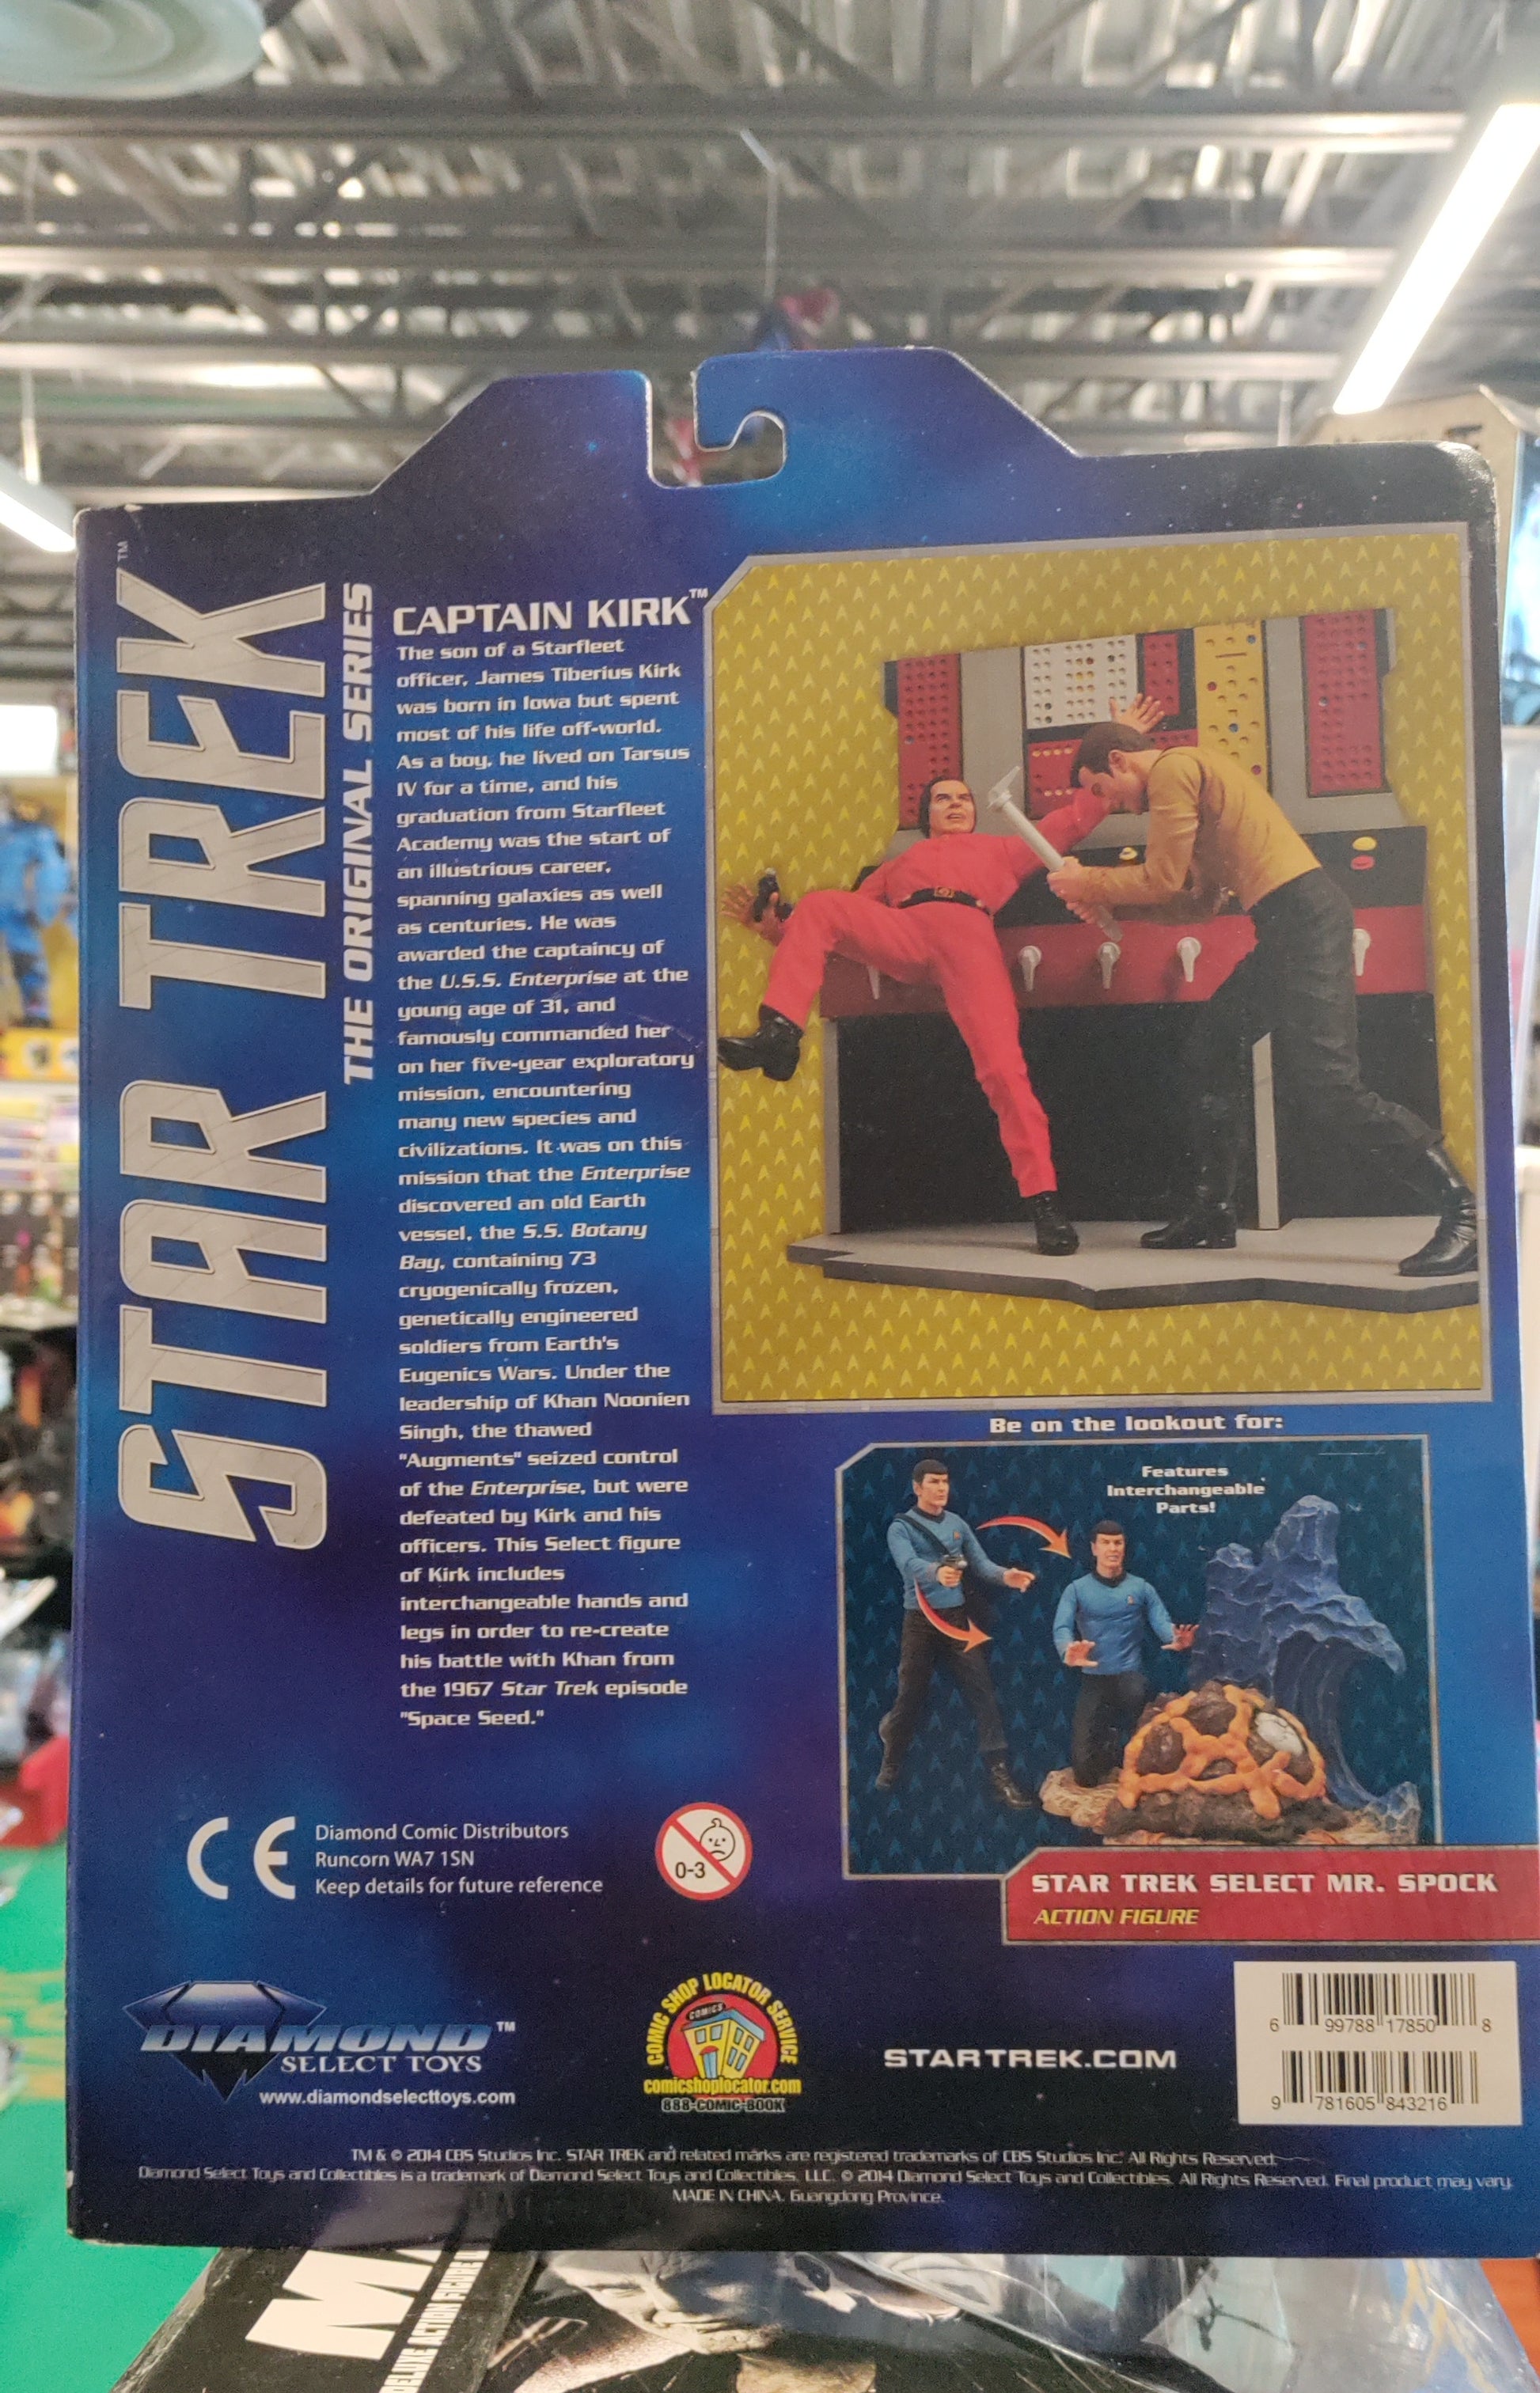 STAR TREK™
THE ORIGINAL SERIES
CAPTAIN KIRK™
The son of a Starfleet
officer, James Tiberius Kirk
was born in Iowa but spent
most of his life off-world.
As a boy, he lived on Tarsus
IV for a time, and his
graduation from Starfleet
Academy was the start of
an illustrious career,
spanning galaxies as well
as centuries. He was
awarded the captaincy of
the U.S.S. Enterprise at the
young age of 31, and
famously commanded her
on her five-year exploratory
mission, encountering
many new species and
civilizations. It was on this
mission that the Enterprise
discovered an old Earth
vessel, the S.S. Botany
Bay, containing 73
cryogenically frozen,
genetically engineered
soldiers from Earth's
Eugenics Wars. Under the
leadership of Khan Noonien
Singh, the thawed
"Augments" seized control
of the Enterprise, but were
defeated by Kirk and his
officers. This Select figure
of Kirk includes
interchangeable hands and
legs in order to re-create
his battle with Khan from
the 1967 Star Trek episode
"Space Seed."
Be on the lookout for:
Features
Interchangeable
Parts!
STAR TREK SELECT MR. SPOCK
ACTION FIGURE
CE
Diamond Comic Distributors
Runcorn WA7 1SN
Keep details for future reference
0-3
DIAMOND™
SELECT TOYS
www.diamondselecttoys.com
COMIC SHOP LOCATOR SERVICE
COMICS
comicshoplocator.com
888-COMIC-BOOK
STARTREK.COM
6 99788 17850 8
9 781605 843216
TM & © 2014 CBS Studios Inc. STAR TREK and related marks are registered trademarks of CBS Studios Inc. All Rights Reserved.
Diamond Select Toys and Collectibles is a trademark of Diamond Select Toys and Collectibles, LLC. © 2014 Diamond Select Toys and Collectibles. All Rights Reserved. Final product may vary.
MADE IN CHINA. Guangdong Province.
DELUXE ACTION FIGURE